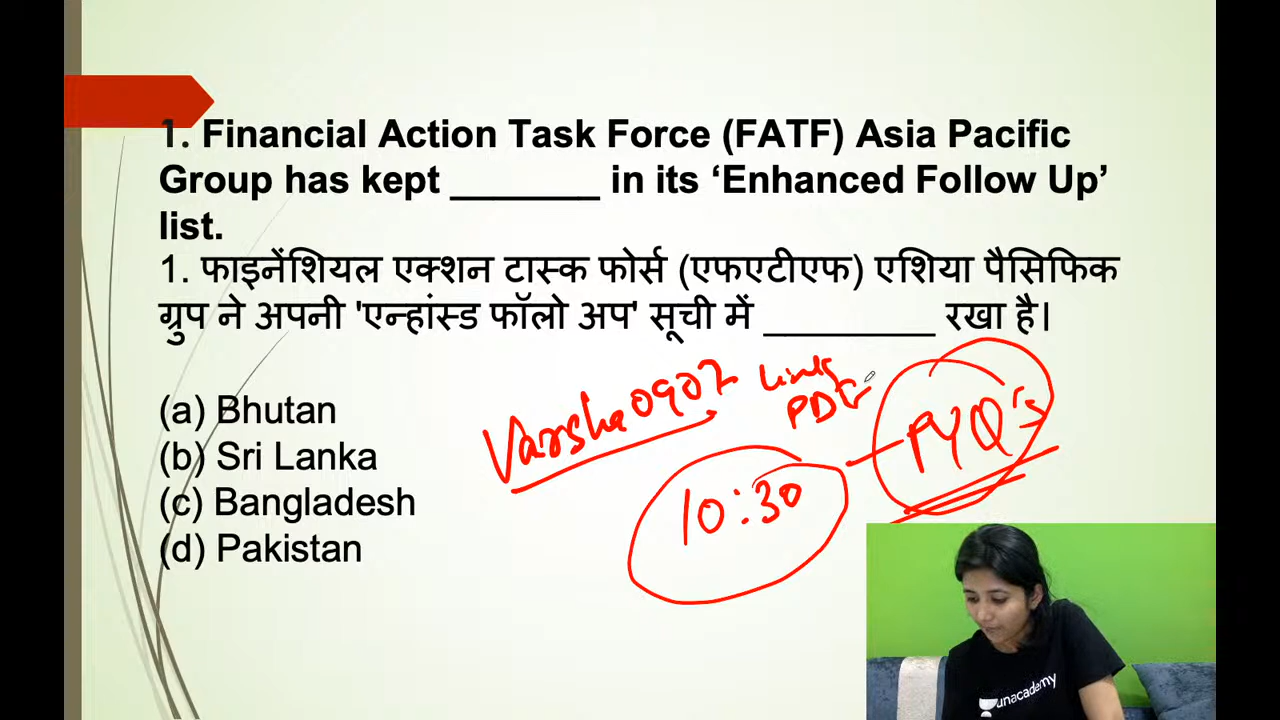 1. Financial Action Task Force (FATF) Asia Pacific
Group has kept _______ in its ‘Enhanced Follow Up’
list.
1. फाइनेंशियल एक्शन टास्क फोर्स (एफएटीएफ) एशिया पैसिफिक
ग्रुप ने अपनी 'एन्हांस्ड फॉलो अप' सूची में ________ रखा है।
(a) Bhutan
(b) Sri Lanka
(c) Bangladesh
(d) Pakistan
Varsha0907
Link
PDF
PYQ's
10:30
unacademy